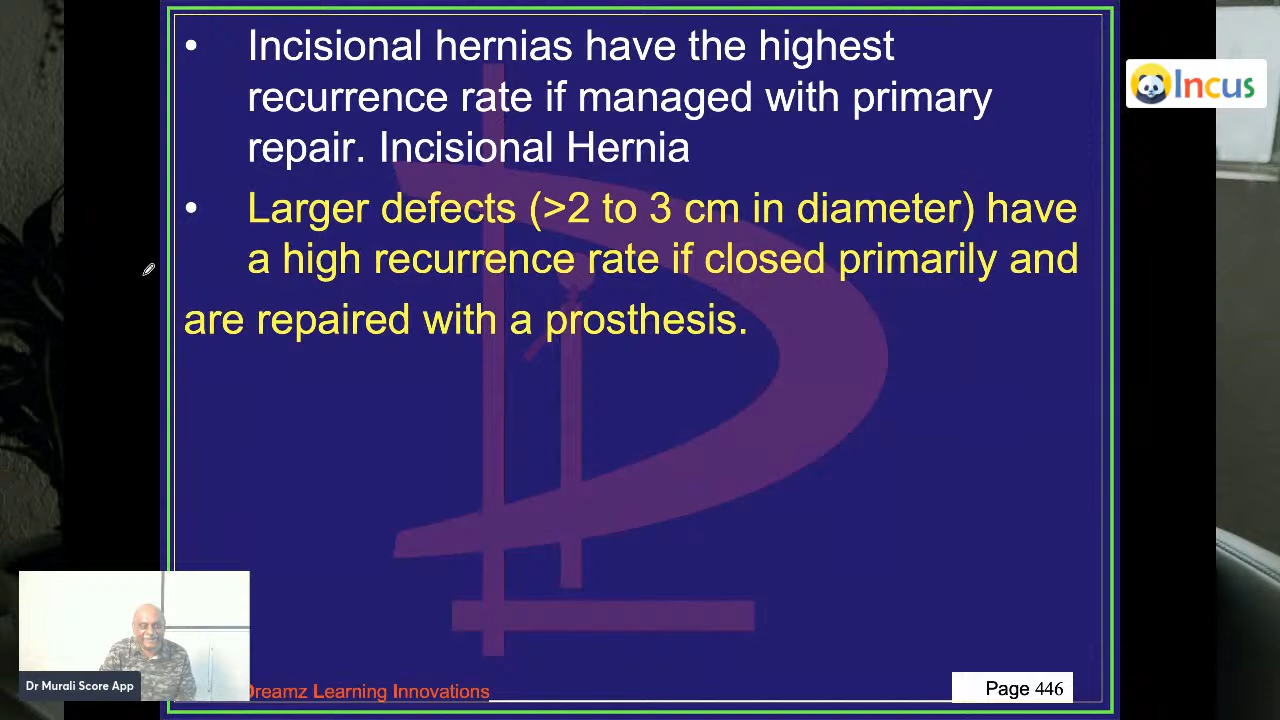 • Incisional hernias have the highest
recurrence rate if managed with primary
repair. Incisional Hernia
• Larger defects (>2 to 3 cm in diameter) have
a high recurrence rate if closed primarily and
are repaired with a prosthesis.
Incus
Dr Murali Score App
Dreamz Learning Innovations
Page 446